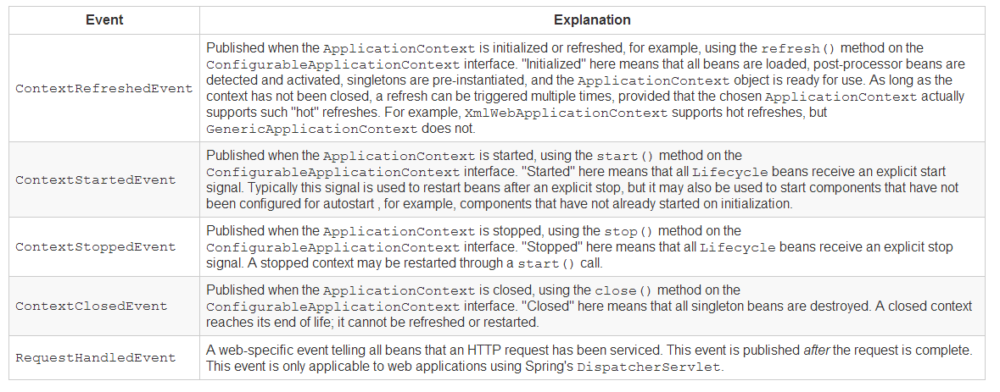 Event
Explanation
ContextRefreshedEvent
Published when the ApplicationContext is initialized or refreshed, for example, using the refresh() method on the
ConfigurableApplicationContext interface. "Initialized" here means that all beans are loaded, post-processor beans are
detected and activated, singletons are pre-instantiated, and the ApplicationContext object is ready for use. As long as the
context has not been closed, a refresh can be triggered multiple times, provided that the chosen ApplicationContext actually
supports such "hot" refreshes. For example, XmlWebApplicationContext supports hot refreshes, but
GenericApplicationContext does not.
ContextStartedEvent
Published when the ApplicationContext is started, using the start() method on the
ConfigurableApplicationContext interface. "Started" here means that all Lifecycle beans receive an explicit start
signal. Typically this signal is used to restart beans after an explicit stop, but it may also be used to start components that have not
been configured for autostart , for example, components that have not already started on initialization.
ContextStoppedEvent
Published when the ApplicationContext is stopped, using the stop() method on the
ConfigurableApplicationContext interface. "Stopped" here means that all Lifecycle beans receive an explicit stop
signal. A stopped context may be restarted through a start() call.
ContextClosedEvent
Published when the ApplicationContext is closed, using the close() method on the
ConfigurableApplicationContext interface. "Closed" here means that all singleton beans are destroyed. A closed context
reaches its end of life; it cannot be refreshed or restarted.
RequestHandledEvent
A web-specific event telling all beans that an HTTP request has been serviced. This event is published after the request is complete.
This event is only applicable to web applications using Spring's DispatcherServlet.